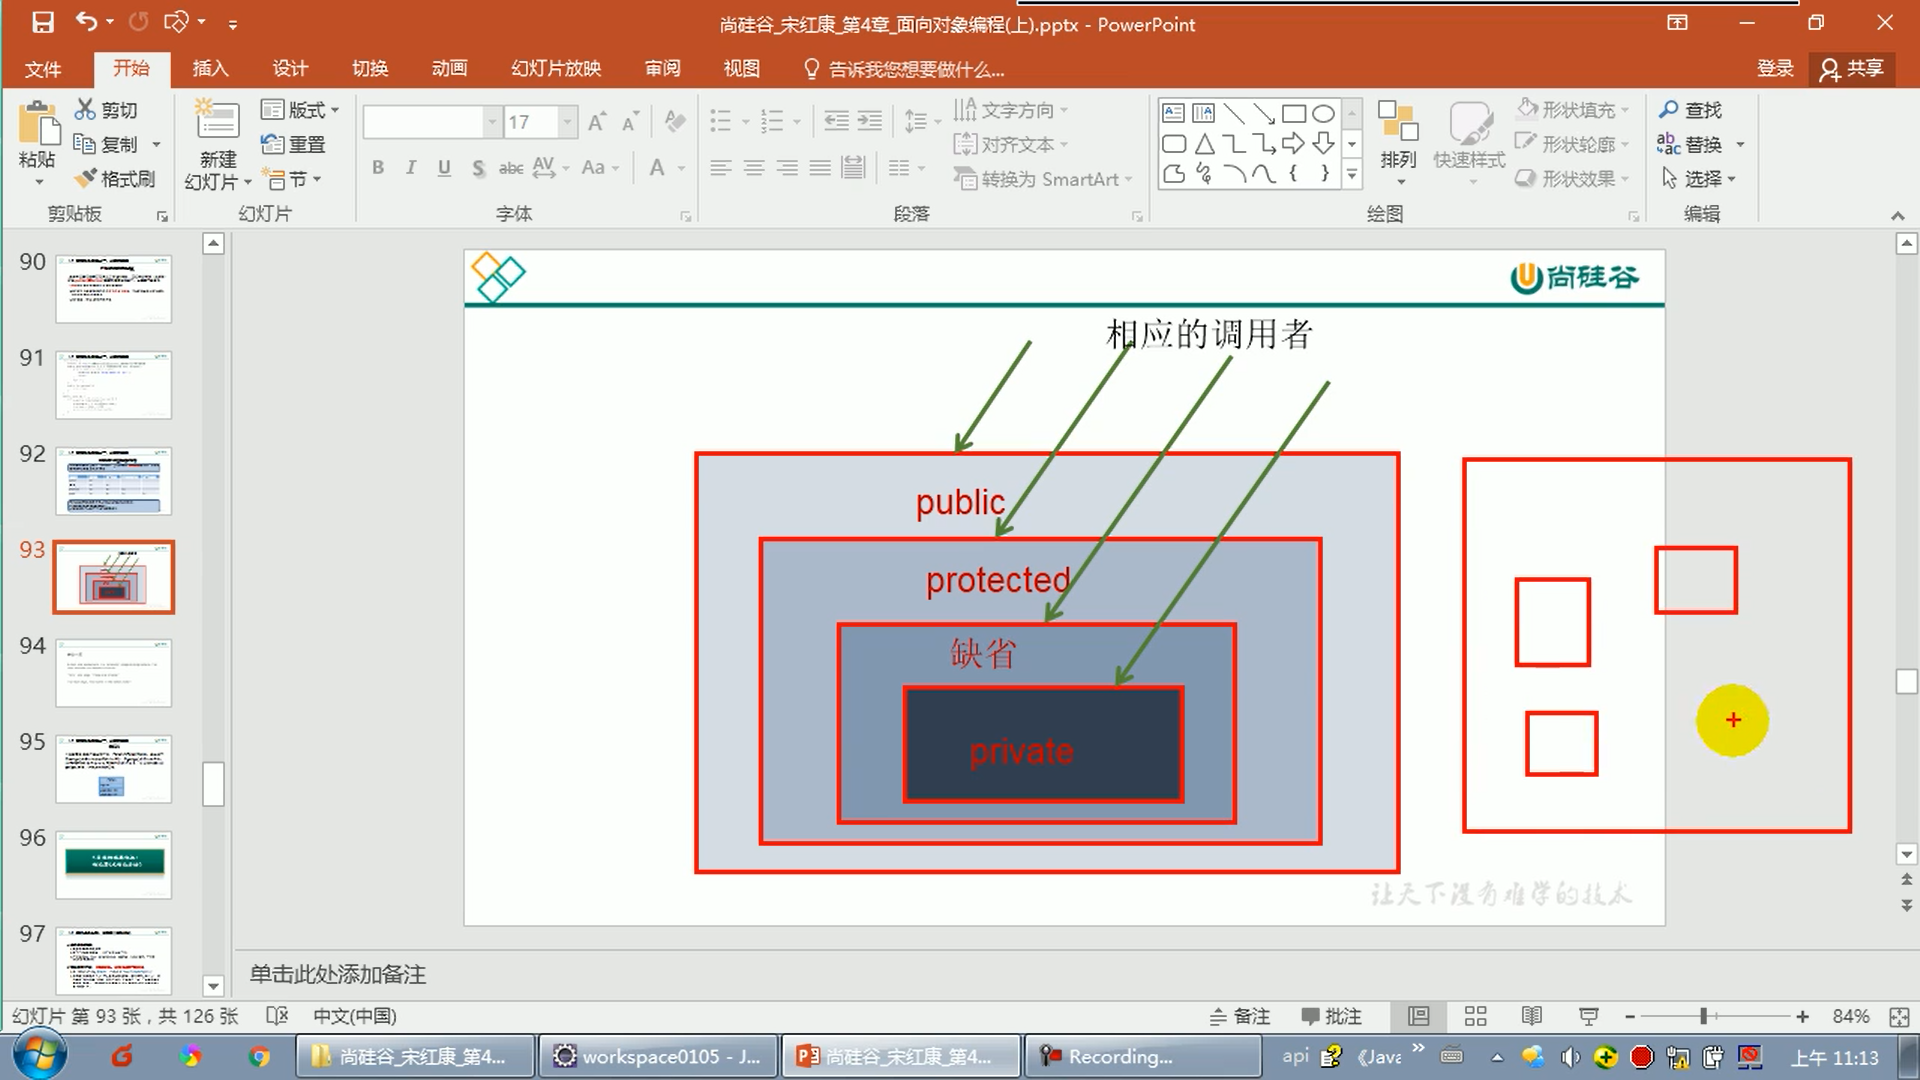 尚硅谷_宋红康_第4章_面向对象编程(上).pptx - PowerPoint
文件 开始 插入 设计 切换 动画 幻灯片放映 审阅 视图 告诉我您想要做什么... 登录 共享
粘贴 剪切 复制 格式刷
剪贴板
新建 幻灯片 版式 重置 节
幻灯片
17
B I U S abc AV Aa A
字体
文字方向
对齐文本
转换为 SmartArt
段落
排列 快速样式
形状填充
形状轮廓
形状效果
绘图
查找
替换
选择
编辑
90
91
92
93
94
95
96
97
尚硅谷
相应的调用者
public
protected
缺省
private
让天下没有难学的技术
单击此处添加备注
幻灯片 第 93 张，共 126 张 中文(中国) 备注 批注 84%
尚硅谷_宋红康_第4... workspace0105 - J... 尚硅谷_宋红康_第4... Recording... api 《Java 上午 11:13